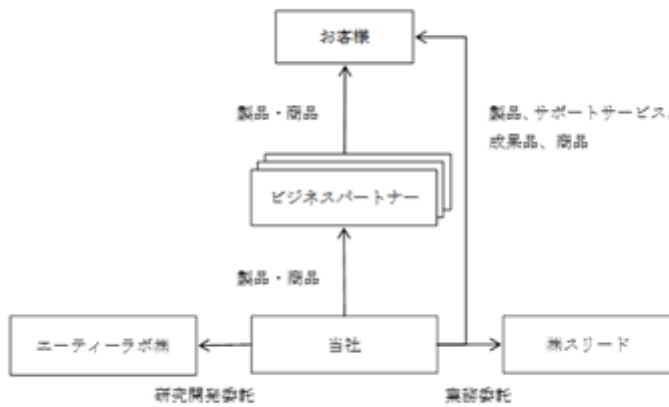 お客様
製品・商品
製品、サポートサービス、
成果品、商品
ビジネスパートナー
製品・商品
エーティーラボ㈱
当社
㈱スリード
研究開発委託
業務委託